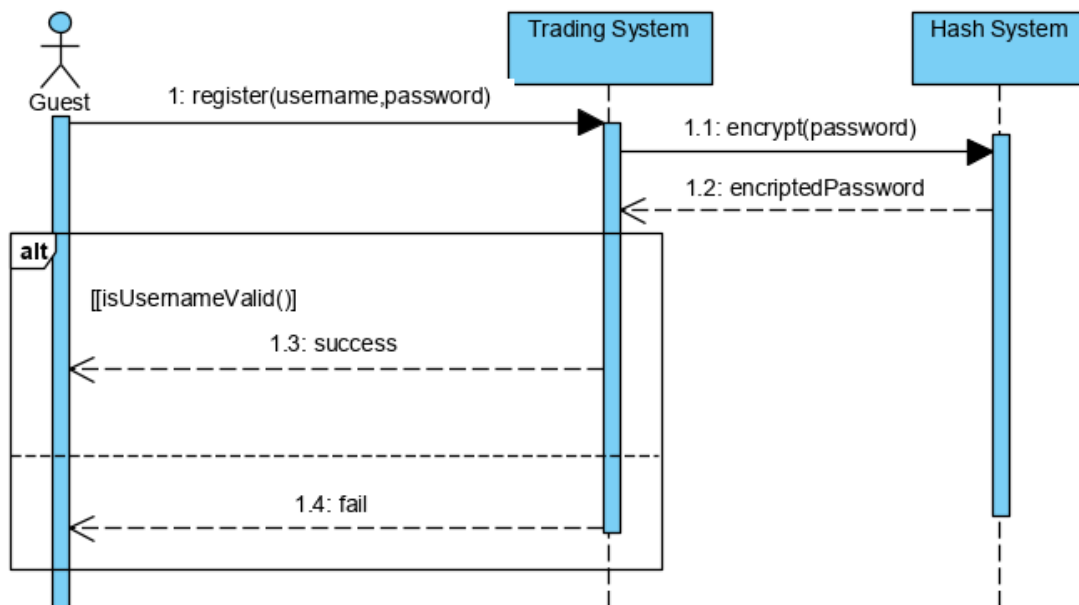 Trading System
Hash System
Guest
1: register(username,password)
1.1: encrypt(password)
1.2: encriptedPassword
alt
[[isUsernameValid()]
1.3: success
1.4: fail